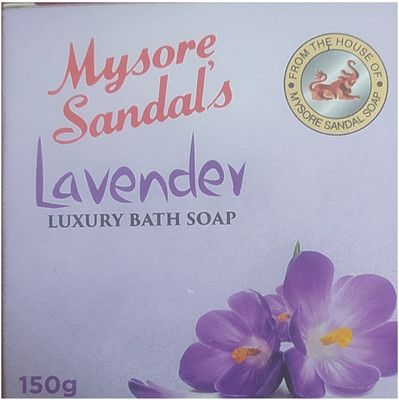 Mysore
Sandal's
Lavender
LUXURY BATH SOAP
• FROM THE HOUSE OF •
MYSORE SANDAL SOAP
150g